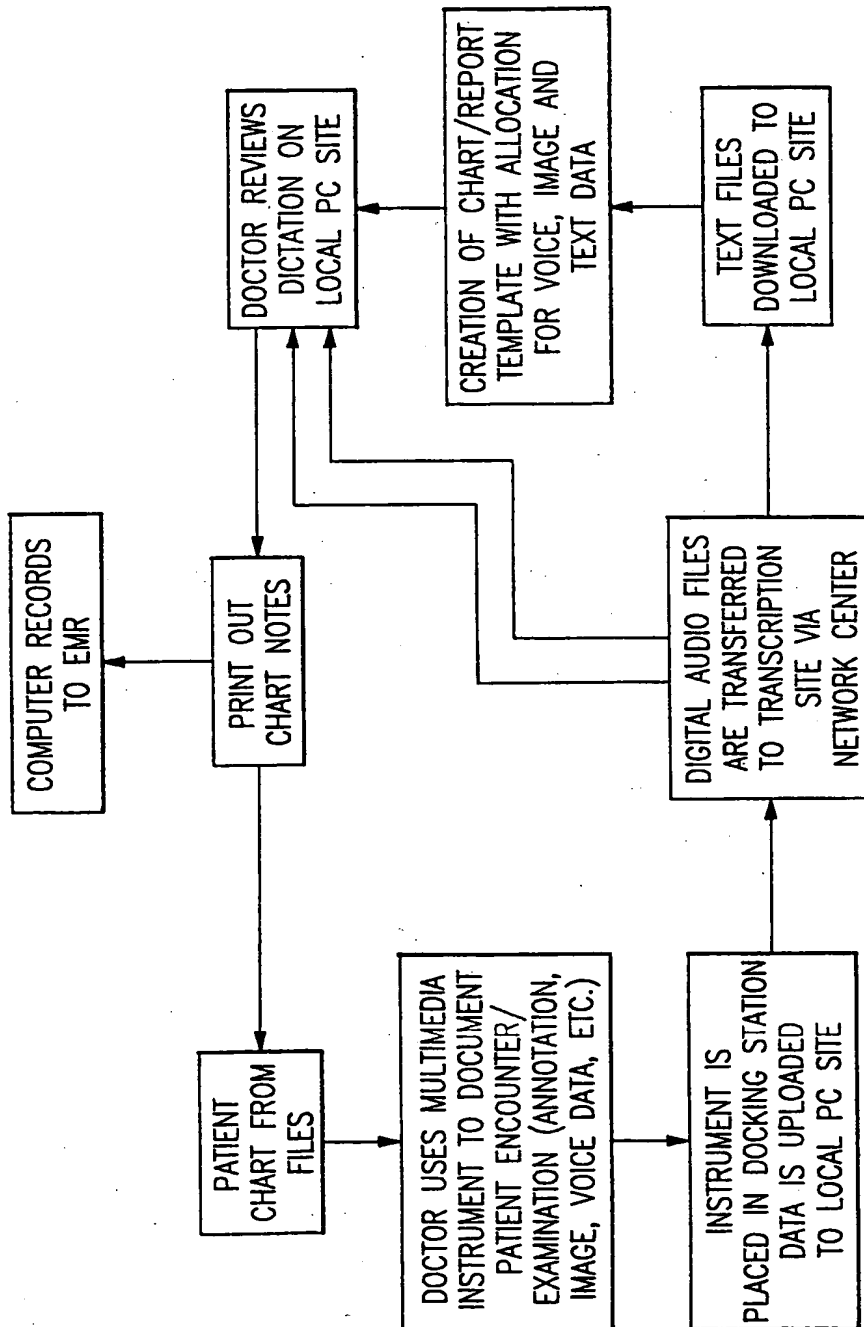 COMPUTER RECORDS
TO EMR
PATIENT
CHART FROM
FILES
PRINT OUT
CHART NOTES
DOCTOR REVIEWS
DICTATION ON
LOCAL PC SITE
DOCTOR USES MULTIMEDIA
INSTRUMENT TO DOCUMENT
PATIENT ENCOUNTER/
EXAMINATION (ANNOTATION,
IMAGE, VOICE DATA, ETC.)
CREATION OF CHART/REPORT
TEMPLATE WITH ALLOCATION
FOR VOICE, IMAGE AND
TEXT DATA
INSTRUMENT IS
PLACED IN DOCKING STATION
DATA IS UPLOADED
TO LOCAL PC SITE
DIGITAL AUDIO FILES
ARE TRANSFERRED
TO TRANSCRIPTION
SITE VIA
NETWORK CENTER
TEXT FILES
DOWNLOADED TO
LOCAL PC SITE